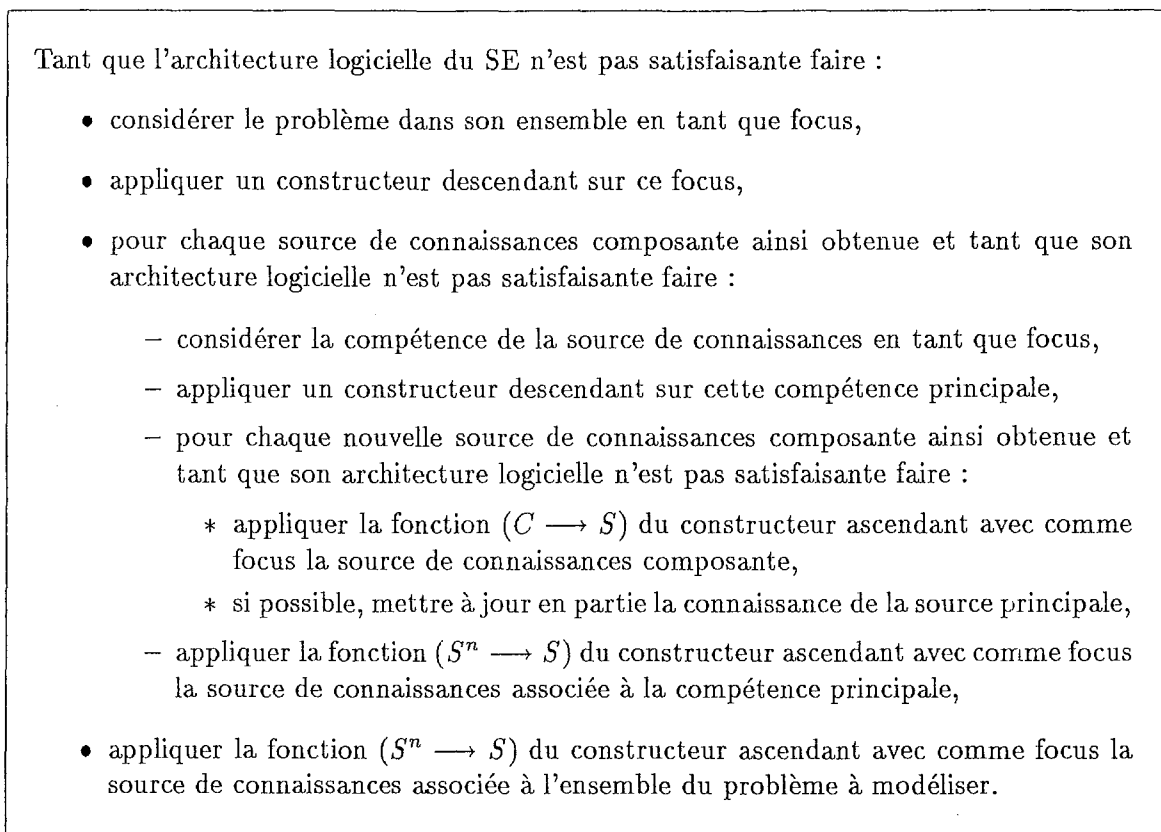 Tant que l'architecture logicielle du SE n'est pas satisfaisante faire :
• considérer le problème dans son ensemble en tant que focus,
• appliquer un constructeur descendant sur ce focus,
• pour chaque source de connaissances composante ainsi obtenue et tant que son
architecture logicielle n'est pas satisfaisante faire :
– considérer la compétence de la source de connaissances en tant que focus,
– appliquer un constructeur descendant sur cette compétence principale,
– pour chaque nouvelle source de connaissances composante ainsi obtenue et
tant que son architecture logicielle n'est pas satisfaisante faire :
* appliquer la fonction (C ⟶ S) du constructeur ascendant avec comme
focus la source de connaissances composante,
* si possible, mettre à jour en partie la connaissance de la source principale,
– appliquer la fonction (Sⁿ ⟶ S) du constructeur ascendant avec comme focus
la source de connaissances associée à la compétence principale,
• appliquer la fonction (Sⁿ ⟶ S) du constructeur ascendant avec comme focus la
source de connaissances associée à l'ensemble du problème à modéliser.